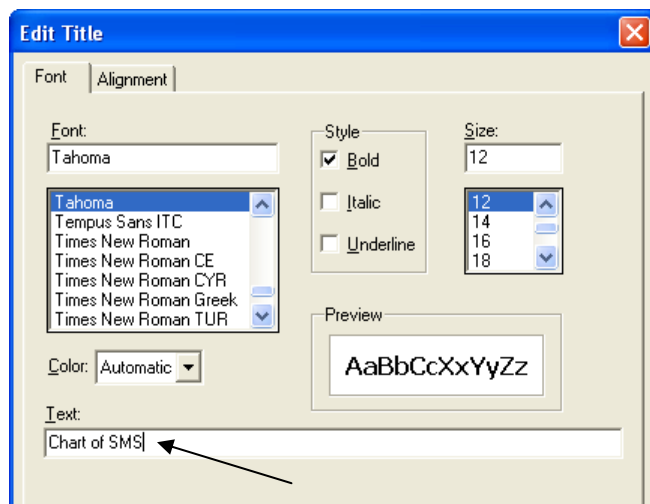 Edit Title
Font
Alignment
Font:
Tahoma
Tahoma
Tempus Sans ITC
Times New Roman
Times New Roman CE
Times New Roman CYR
Times New Roman Greek
Times New Roman TUR
Style
Bold
Italic
Underline
Size:
12
12
14
16
18
Color:
Automatic
Preview
AaBbCcXxYyZz
Text:
Chart of SMS